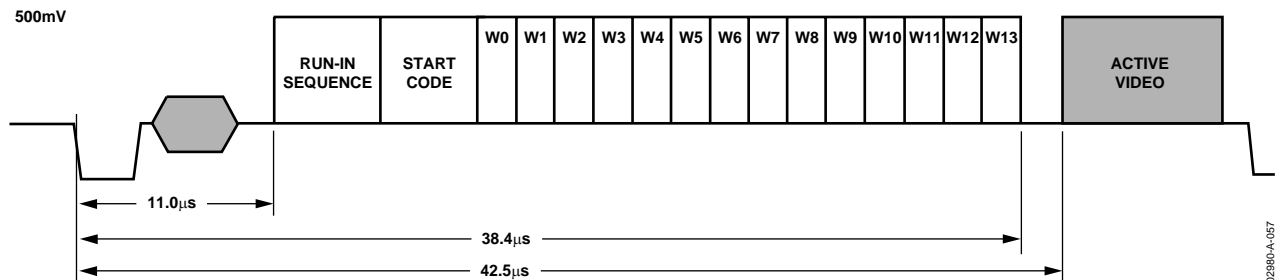 500mV
RUN-IN
SEQUENCE
START
CODE
W0 W1 W2 W3 W4 W5 W6 W7 W8 W9 W10 W11 W12 W13
ACTIVE
VIDEO
11.0μs
38.4μs
42.5μs
02980-A-057